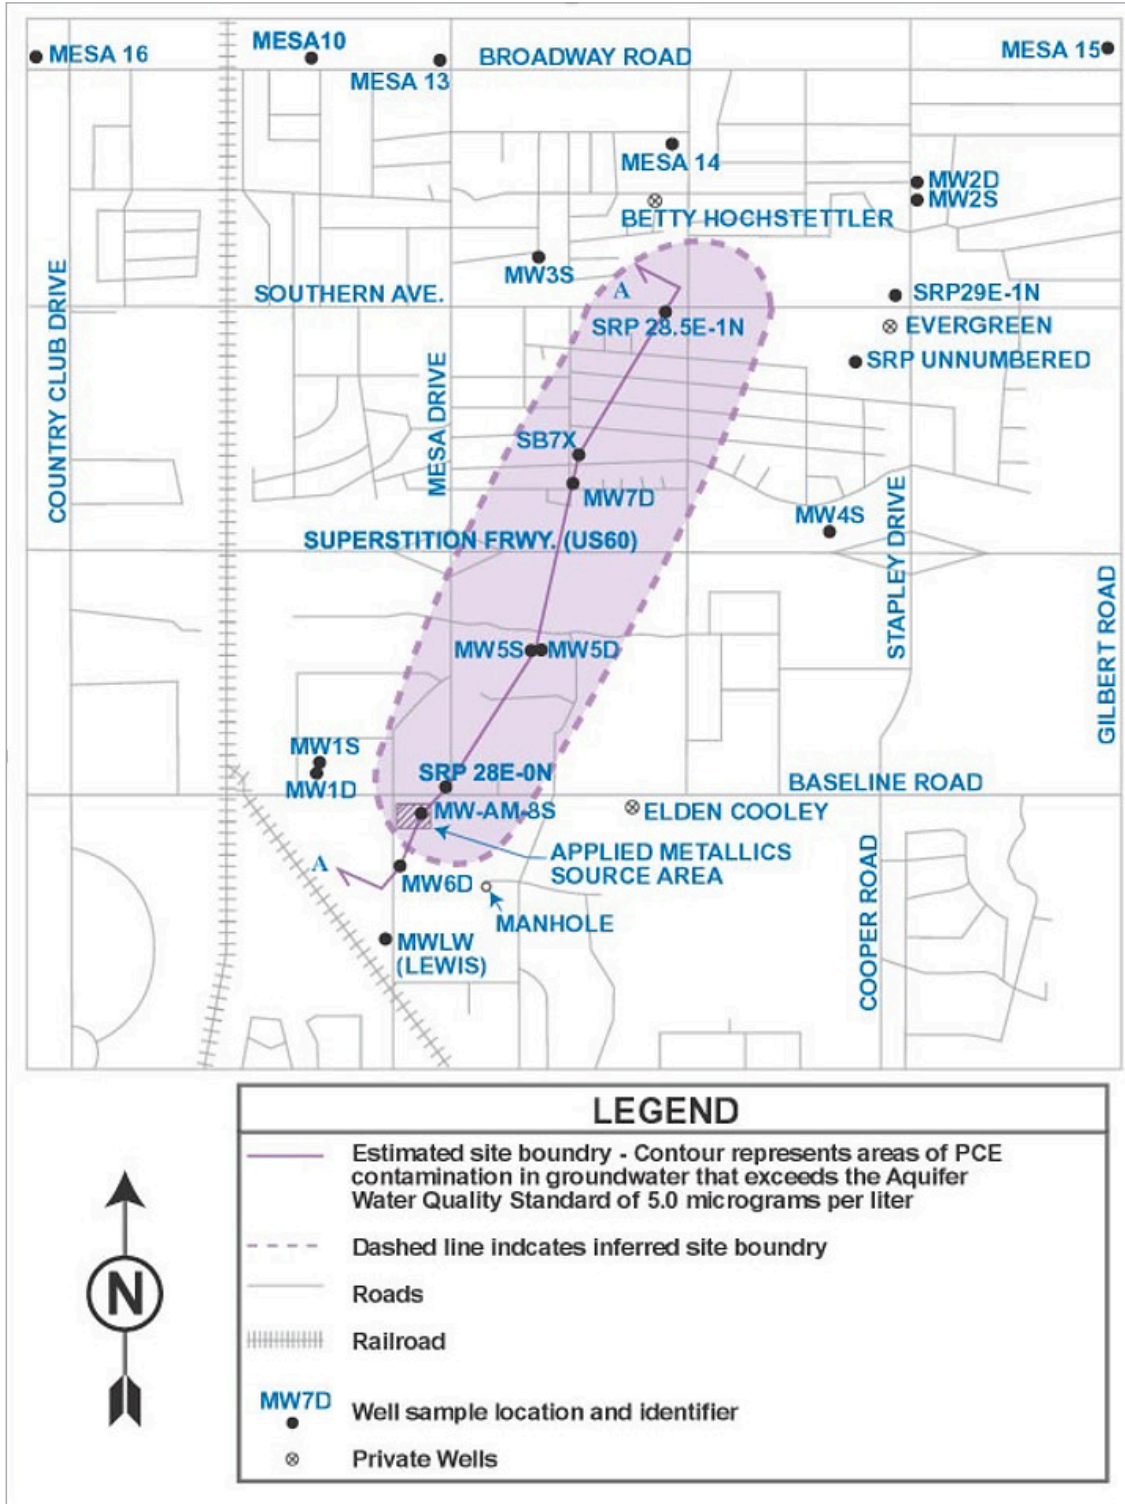 MESA 16
MESA10
MESA 13
BROADWAY ROAD
MESA 15
MESA 14
MW2D
MW2S
BETTY HOCHSTETTLER
MW3S
COUNTRY CLUB DRIVE
SOUTHERN AVE.
A
SRP29E-1N
SRP 28.5E-1N
EVERGREEN
SRP UNNUMBERED
MESA DRIVE
SB7X
MW7D
MW4S
STAPLEY DRIVE
SUPERSTITION FRWY. (US60)
GILBERT ROAD
MW5S
MW5D
MW1S
MW1D
SRP 28E-0N
BASELINE ROAD
MW-AM-8S
ELDEN COOLEY
COOPER ROAD
APPLIED METALLICS
SOURCE AREA
A
MW6D
MANHOLE
MWLW
(LEWIS)
LEGEND
Estimated site boundry - Contour represents areas of PCE
contamination in groundwater that exceeds the Aquifer
Water Quality Standard of 5.0 micrograms per liter
Dashed line indcates inferred site boundry
Roads
Railroad
MW7D
Well sample location and identifier
Private Wells
N